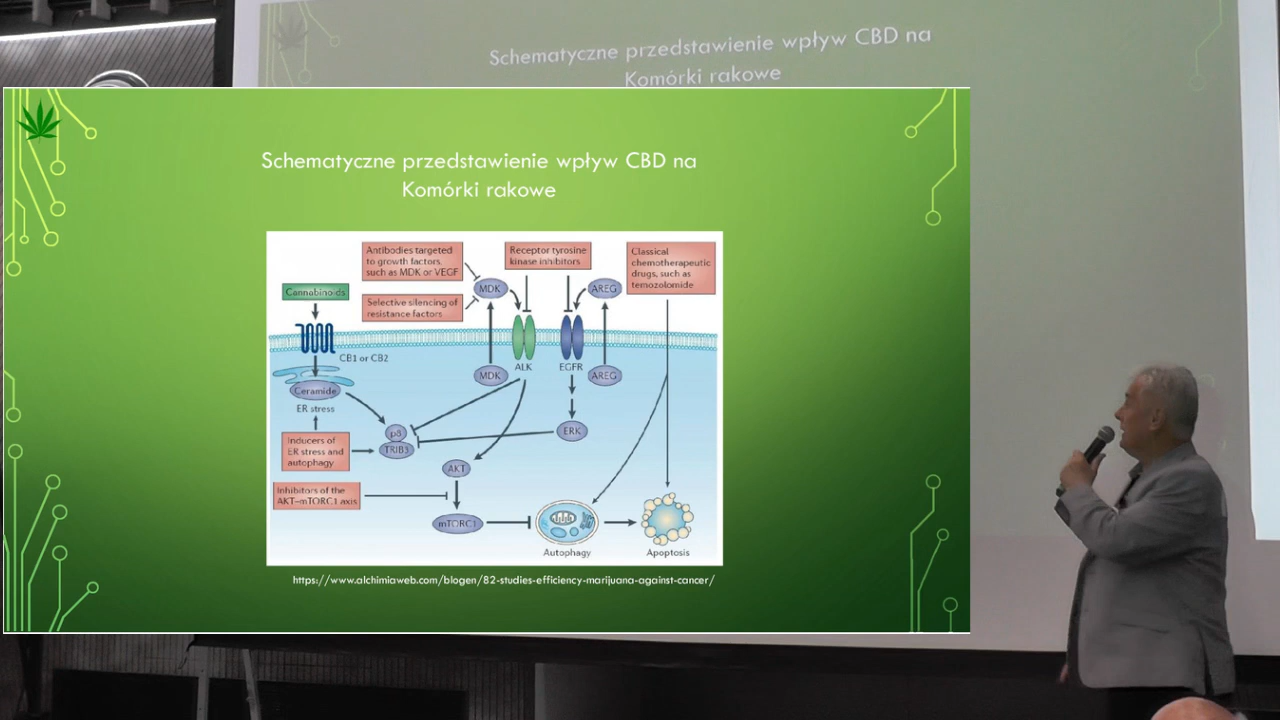 Schematyczne przedstawienie wpływ CBD na
Komórki rakowe
Schematyczne przedstawienie wpływ CBD na
Komórki rakowe
Antibodies targeted
to growth factors,
such as MDK or VEGF
Receptor tyrosine
kinase inhibitors
Classical
chemotherapeutic
drugs, such as
temozolomide
Cannabinoids
Selective silencing of
resistance factors
MDK
AREG
CB1 or CB2
ALK
EGFR
MDK
AREG
Ceramide
ER stress
p8
TRIB3
ERK
Inducers of
ER stress and
autophagy
AKT
Inhibitors of the
AKT–mTORC1 axis
mTORC1
Autophagy
Apoptosis
https://www.alchimiaweb.com/blogen/82-studies-efficiency-marijuana-against-cancer/